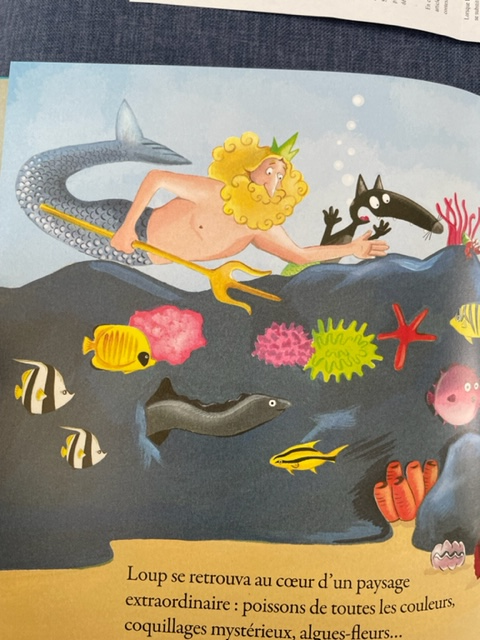 Loup se retrouva au cœur d'un paysage
extraordinaire : poissons de toutes les couleurs,
coquillages mystérieux, algues-fleurs...